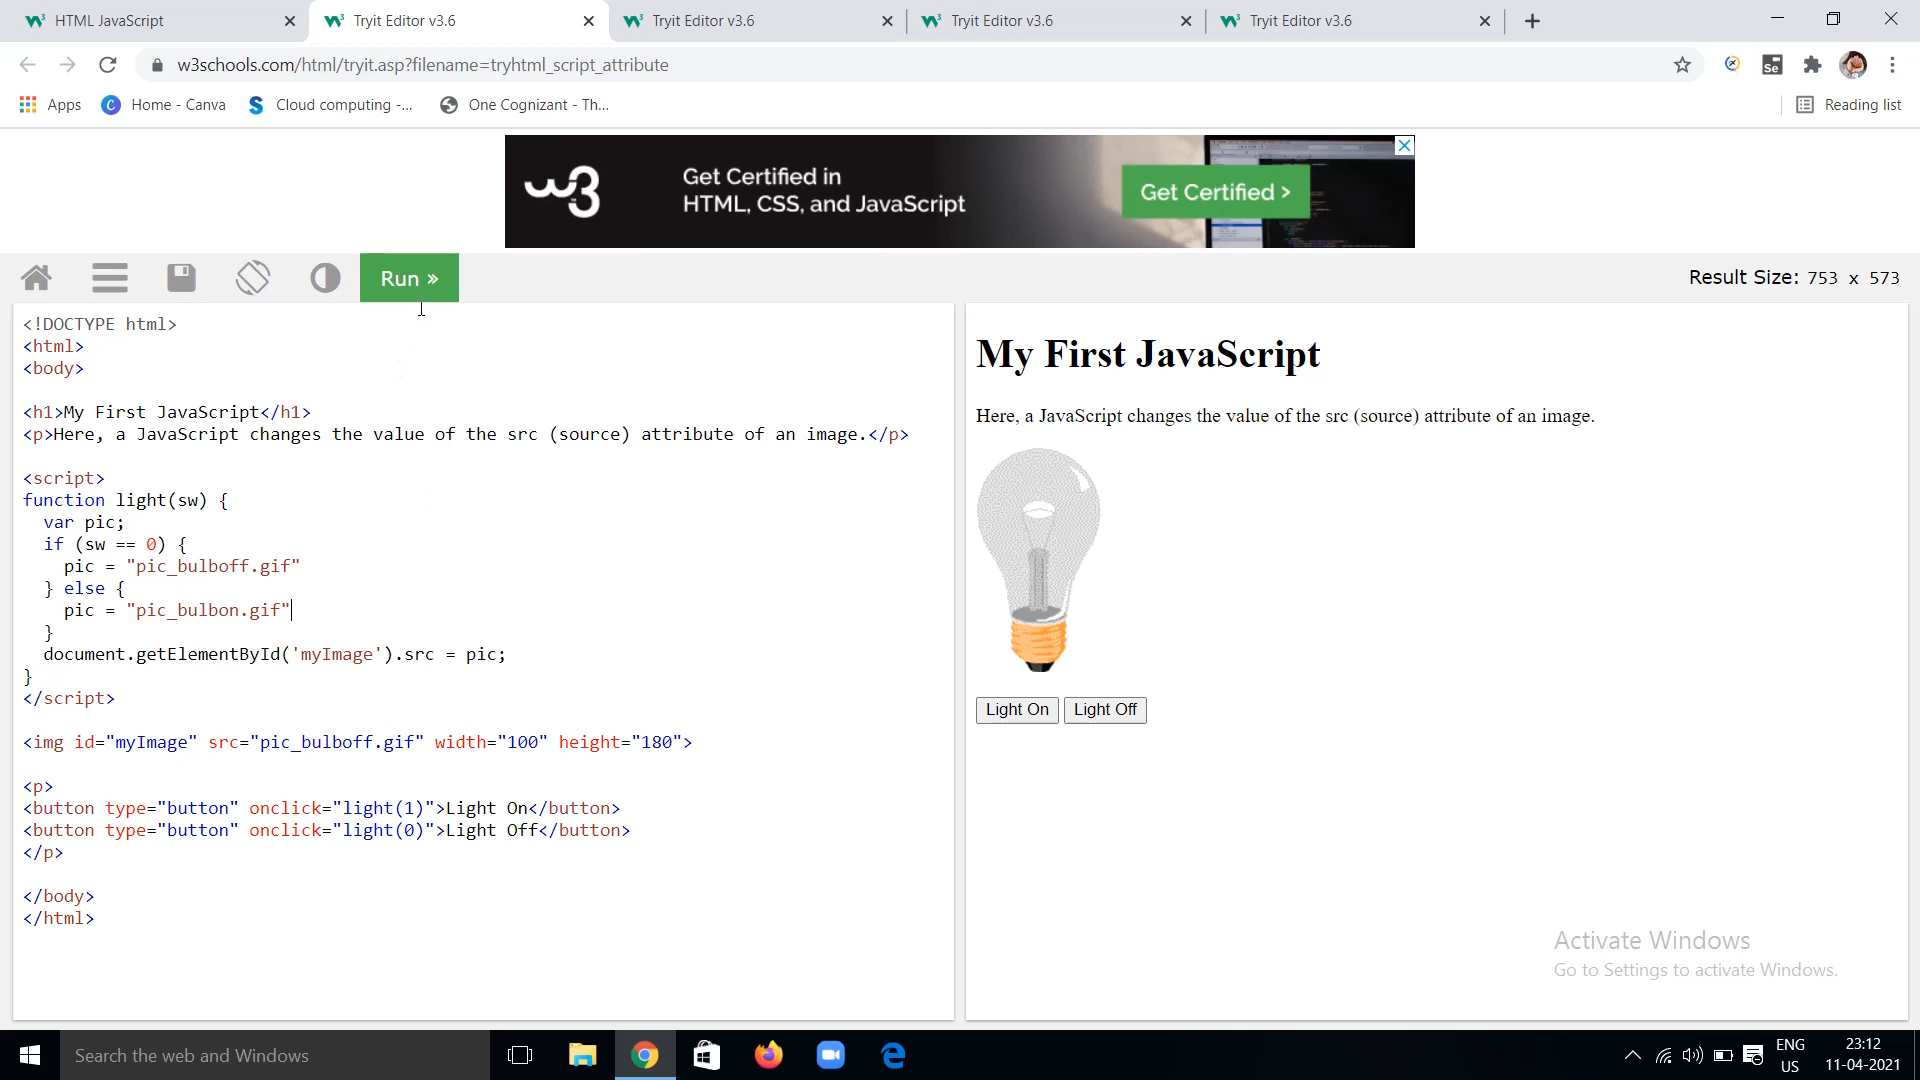 HTML JavaScript
Tryit Editor v3.6
Tryit Editor v3.6
Tryit Editor v3.6
Tryit Editor v3.6
w3schools.com/html/tryit.asp?filename=tryhtml_script_attribute
Se
Apps
Home - Canva
Cloud computing -...
One Cognizant - Th...
Reading list
w3
Get Certified in
HTML, CSS, and JavaScript
Get Certified >
Run »
Result Size: 753 x 573
<!DOCTYPE html>
<html>
<body>
<h1>My First JavaScript</h1>
<p>Here, a JavaScript changes the value of the src (source) attribute of an image.</p>
<script>
function light(sw) {
  var pic;
  if (sw == 0) {
    pic = "pic_bulboff.gif"
  } else {
    pic = "pic_bulbon.gif"
  }
  document.getElementById('myImage').src = pic;
}
</script>
<img id="myImage" src="pic_bulboff.gif" width="100" height="180">
<p>
<button type="button" onclick="light(1)">Light On</button>
<button type="button" onclick="light(0)">Light Off</button>
</p>
</body>
</html>
My First JavaScript
Here, a JavaScript changes the value of the src (source) attribute of an image.
Light On
Light Off
Activate Windows
Go to Settings to activate Windows.
Search the web and Windows
ENG
US
23:12
11-04-2021